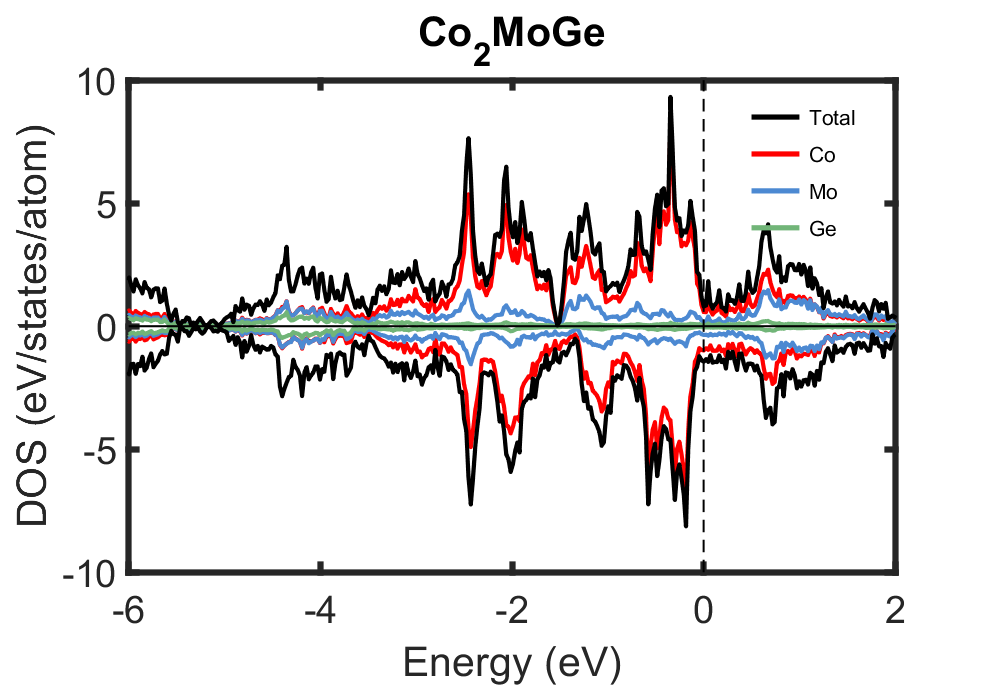 Co2MoGe
10
5
0
-5
-10
DOS (eV/states/atom)
Total
Co
Mo
Ge
-6
-4
-2
0
2
Energy (eV)